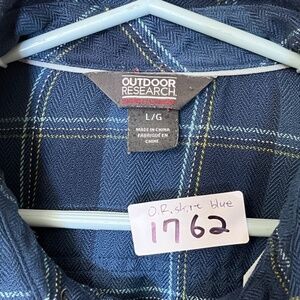 OUTDOOR
RESEARCH
L/G
MADE IN CHINA
FABRIQUÉ EN
CHINE
O.R. shirt blue
1762